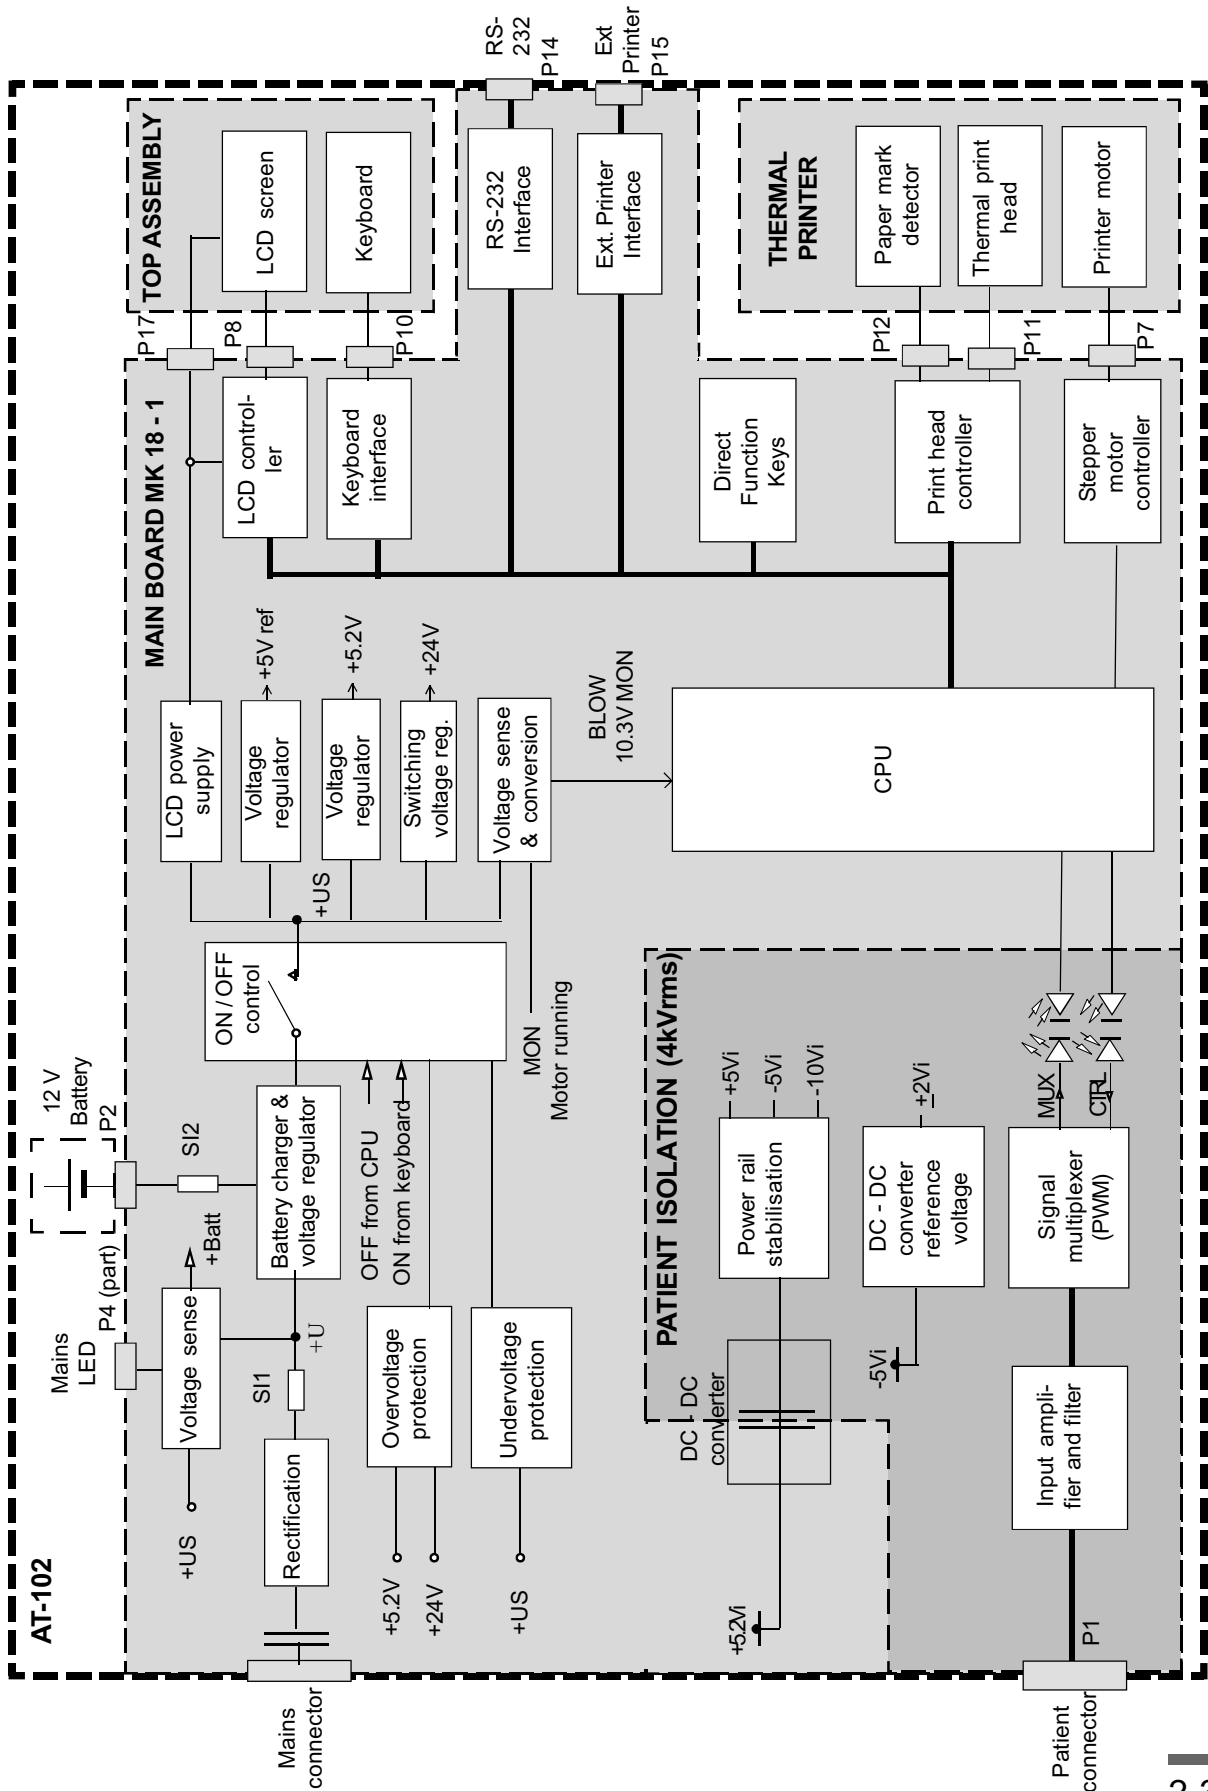 AT-102
Mains
connector
Rectification
SI1
+U
+US
Voltage sense
Mains
LED
P4 (part)
+Batt
12 V
Battery
P2
SI2
Battery charger &
voltage regulator
ON / OFF
control
OFF from CPU
ON from keyboard
+5.2V
+24V
Overvoltage
protection
+US
Undervoltage
protection
MON
Motor running
+US
MAIN BOARD MK 18 - 1
LCD power
supply
Voltage
regulator
+5V ref
Voltage
regulator
+5.2V
Switching
voltage reg.
+24V
Voltage sense
& conversion
BLOW
10.3V MON
CPU
LCD control-
ler
Keyboard
interface
P17
P8
P10
TOP ASSEMBLY
LCD screen
Keyboard
RS-232
Interface
Ext. Printer
Interface
RS-
232
P14
Ext
Printer
P15
Direct
Function
Keys
Print head
controller
Stepper
motor
controller
P12
P11
P7
THERMAL
PRINTER
Paper mark
detector
Thermal print
head
Printer motor
PATIENT ISOLATION (4kVrms)
+5.2Vi
DC - DC
converter
Power rail
stabilisation
+5Vi
-5Vi
-10Vi
-5Vi
DC - DC
converter
reference
voltage
+2Vi
Patient
connector
P1
Input ampli-
fier and filter
Signal
multiplexer
(PWM)
MUX
CTRL